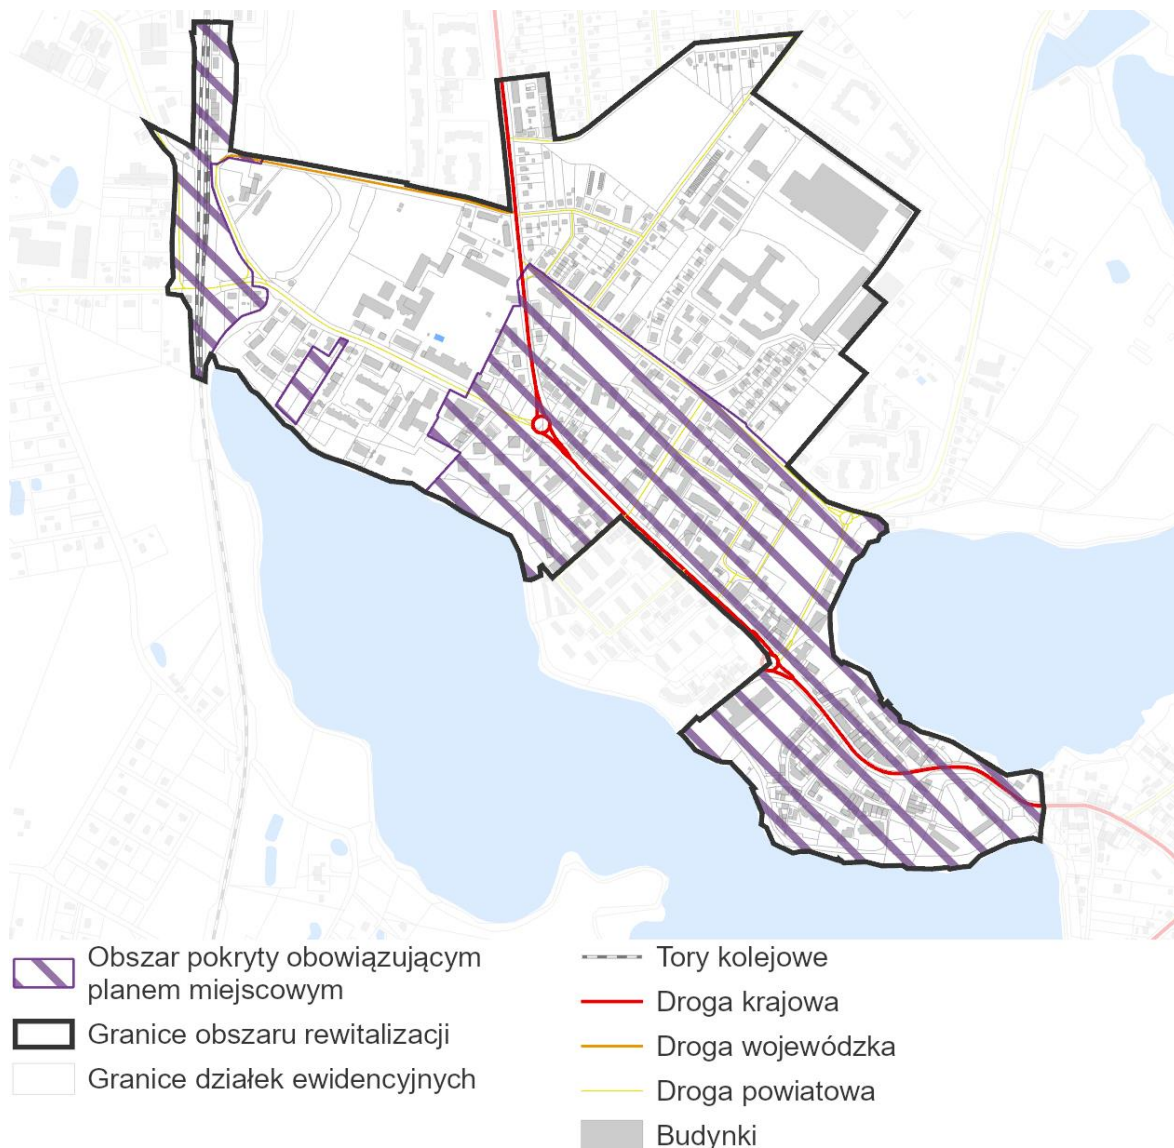 Obszar pokryty obowiązującym
planem miejscowym
Granice obszaru rewitalizacji
Granice działek ewidencyjnych
Tory kolejowe
Droga krajowa
Droga wojewódzka
Droga powiatowa
Budynki